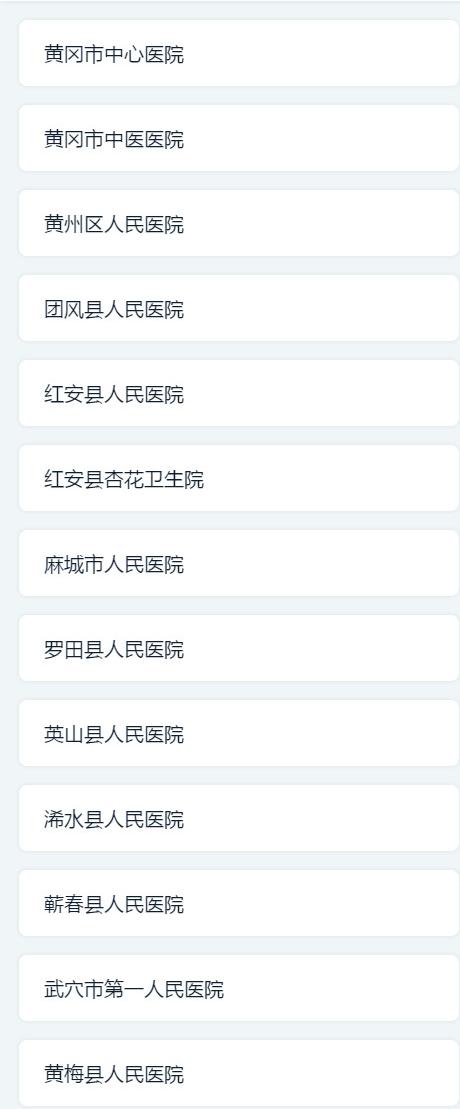 黄冈市中心医院
黄冈市中医医院
黄州区人民医院
团风县人民医院
红安县人民医院
红安县杏花卫生院
麻城市人民医院
罗田县人民医院
英山县人民医院
浠水县人民医院
蕲春县人民医院
武穴市第一人民医院
黄梅县人民医院